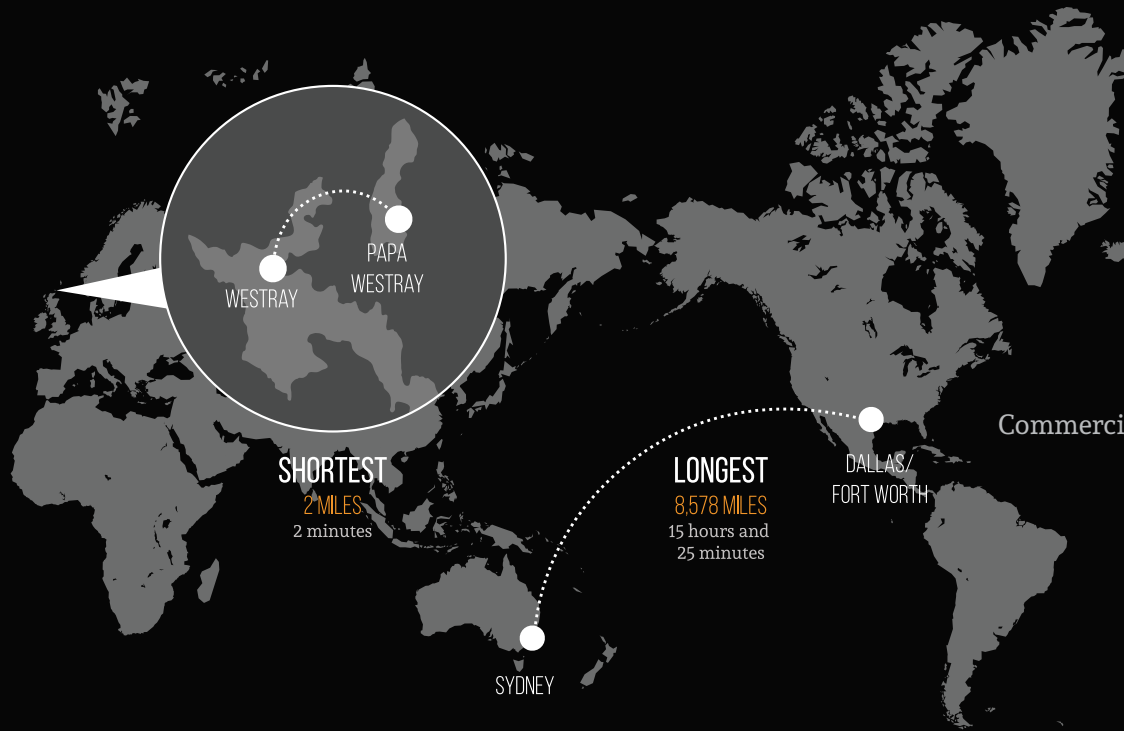 PAPA
WESTRAY
WESTRAY
SHORTEST
2 MILES
2 minutes
LONGEST
8,578 MILES
15 hours and
25 minutes
DALLAS/
FORT WORTH
SYDNEY
Commerci